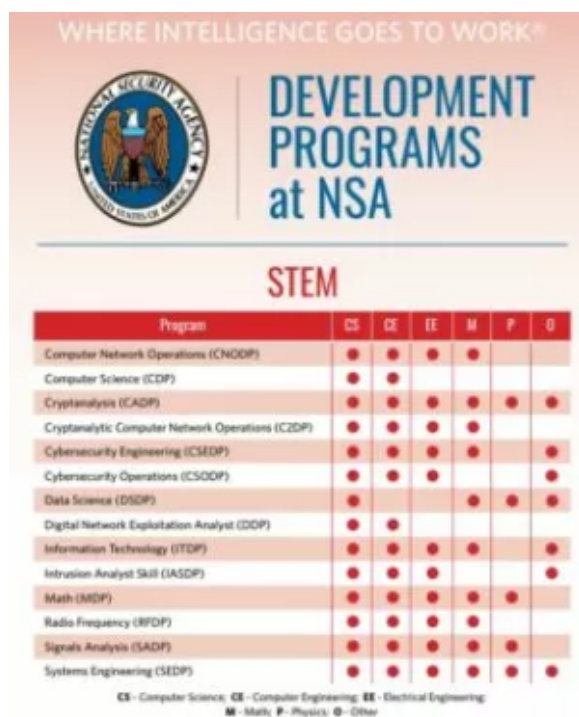 WHERE INTELLIGENCE GOES TO WORK®
NATIONAL SECURITY AGENCY
UNITED STATES OF AMERICA
DEVELOPMENT
PROGRAMS
at NSA
STEM
Program CS CE EE M P O
Computer Network Operations (CNODP)
Computer Science (CDP)
Cryptanalysis (CADP)
Cryptanalytic Computer Network Operations (C2DP)
Cybersecurity Engineering (CSEDP)
Cybersecurity Operations (CSODP)
Data Science (DSDP)
Digital Network Exploitation Analyst (DDP)
Information Technology (ITDP)
Intrusion Analyst Skill (IASDP)
Math (MDP)
Radio Frequency (RFDP)
Signals Analysis (SADP)
Systems Engineering (SEDP)
CS - Computer Science; CE - Computer Engineering; EE - Electrical Engineering;
M - Math; P - Physics; O - Other